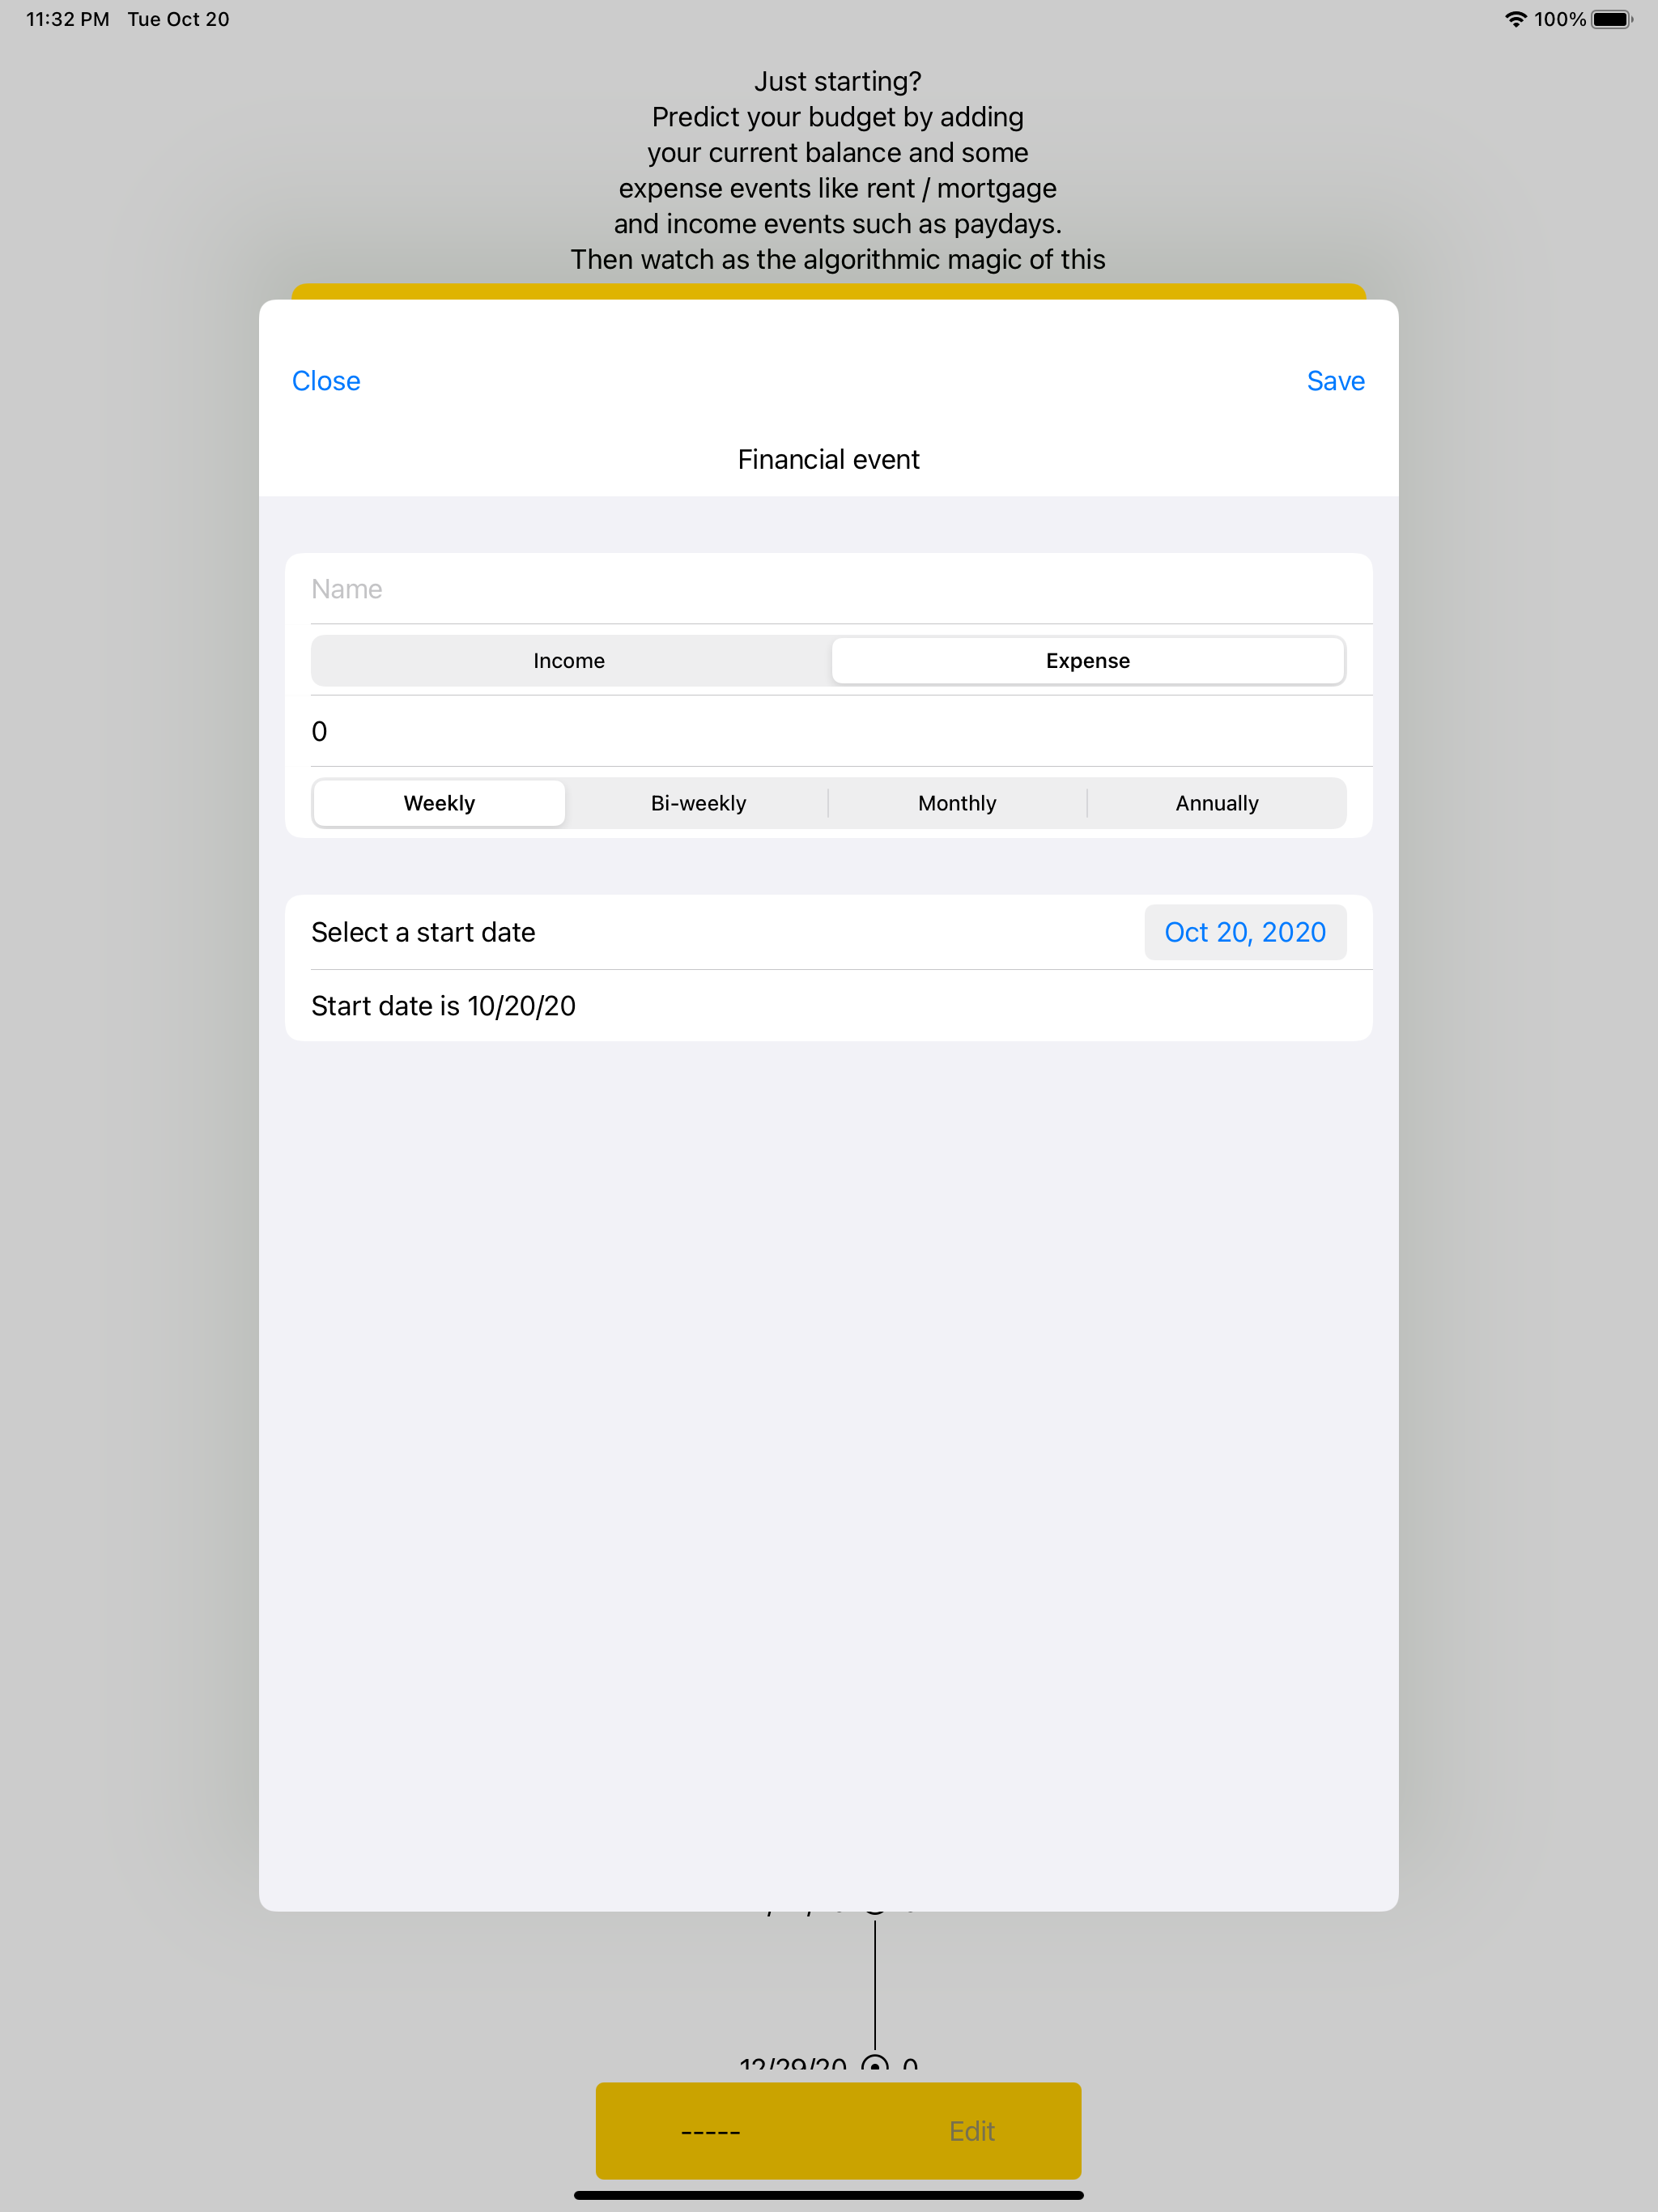 11:32 PM Tue Oct 20 100%
Just starting?
Predict your budget by adding
your current balance and some
expense events like rent / mortgage
and income events such as paydays.
Then watch as the algorithmic magic of this
Close Save
Financial event
Name
Income Expense
0
Weekly Bi-weekly Monthly Annually
Select a start date Oct 20, 2020
Start date is 10/20/20
12/29/20 0
----- Edit